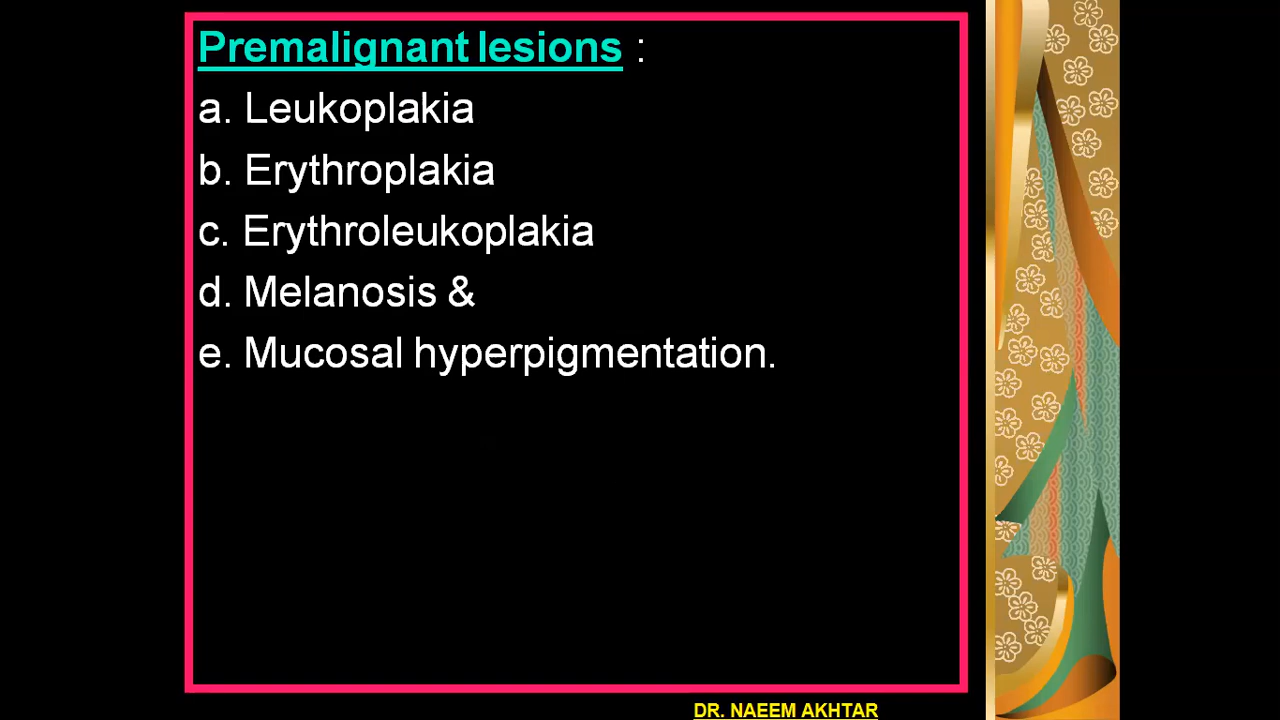 Premalignant lesions :
a. Leukoplakia
b. Erythroplakia
c. Erythroleukoplakia
d. Melanosis &
e. Mucosal hyperpigmentation.
DR. NAEEM AKHTAR